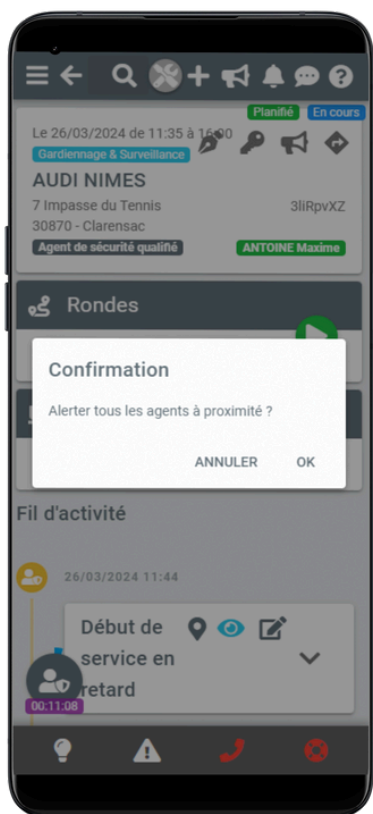 Planifié En cours
Le 26/03/2024 de 11:35 à 16:00
Gardiennage & Surveillance
AUDI NIMES
7 Impasse du Tennis 3liRpvXZ
30870 - Clarensac
Agent de sécurité qualifié ANTOINE Maxime
Rondes
Confirmation
Alerter tous les agents à proximité ?
ANNULER OK
Fil d'activité
26/03/2024 11:44
Début de
service en
retard
00:11:08